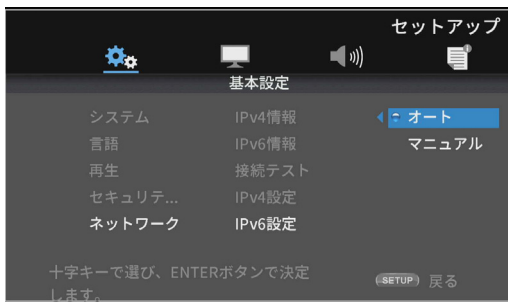 セットアップ
基本設定
システム
言語
再生
セキュリテ...
ネットワーク
IPv4情報
IPv6情報
接続テスト
IPv4設定
IPv6設定
オート
マニュアル
十字キーで選び、ENTERボタンで決定
します。
SETUP 戻る